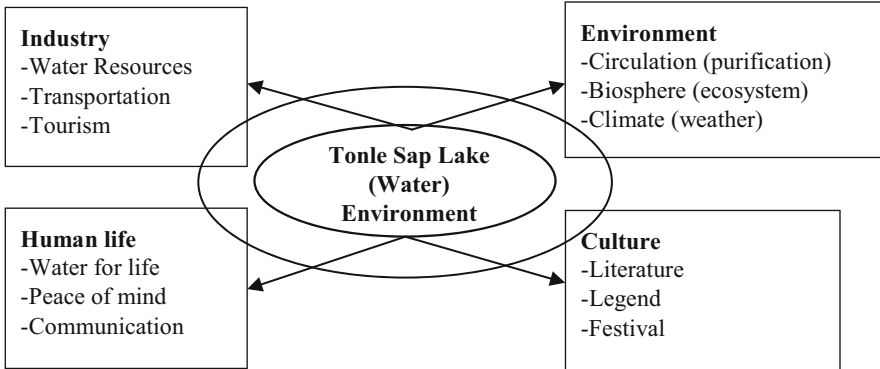 Industry
-Water Resources
-Transportation
-Tourism
Environment
-Circulation (purification)
-Biosphere (ecosystem)
-Climate (weather)
Tonle Sap Lake
(Water)
Environment
Human life
-Water for life
-Peace of mind
-Communication
Culture
-Literature
-Legend
-Festival